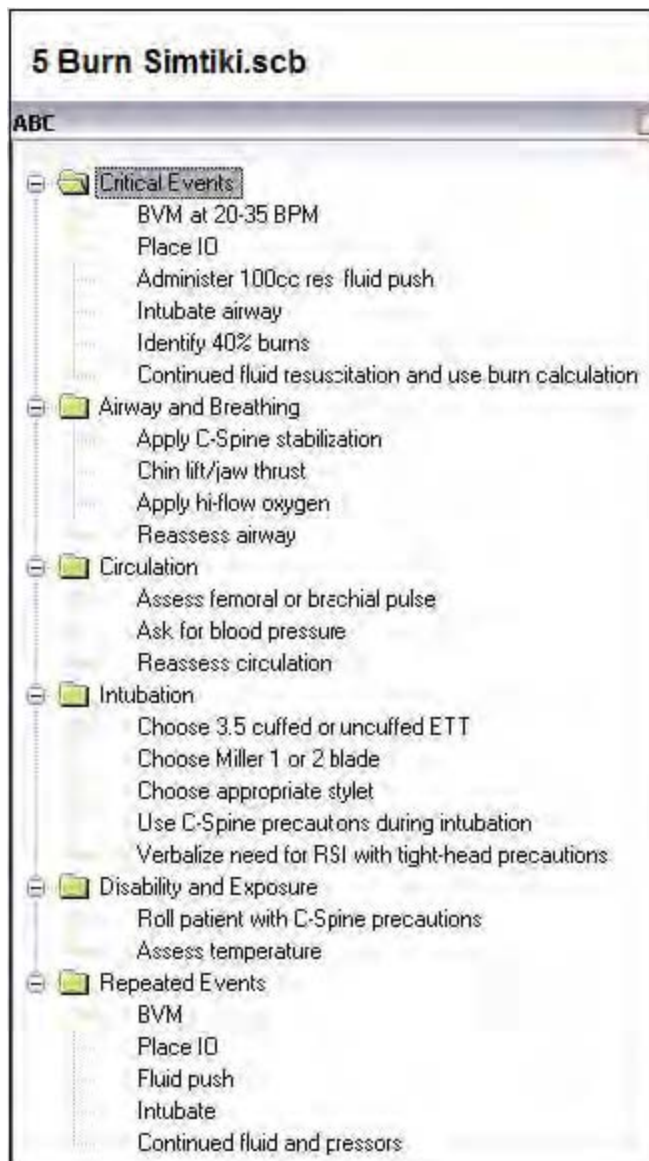 5 Burn Simtiki.scb
ABC
Critical Events
BVM at 20-35 BPM
Place IO
Administer 100cc res fluid push
Intubate airway
Identify 40% burns
Continued fluid resuscitation and use burn calculation
Airway and Breathing
Apply C-Spine stabilization
Chin lift/jaw thrust
Apply hi-flow oxygen
Reassess airway
Circulation
Assess femoral or brachial pulse
Ask for blood pressure
Reassess circulation
Intubation
Choose 3.5 cuffed or uncuffed ETT
Choose Miller 1 or 2 blade
Choose appropriate stylet
Use C-Spine precautons during intubation
Verbalize need for RSI with tight-head precautions
Disability and Exposure
Roll patient with C-Spine precautions
Assess temperature
Repeated Events
BVM
Place IO
Fluid push
Intubate
Continued fluid and pressors